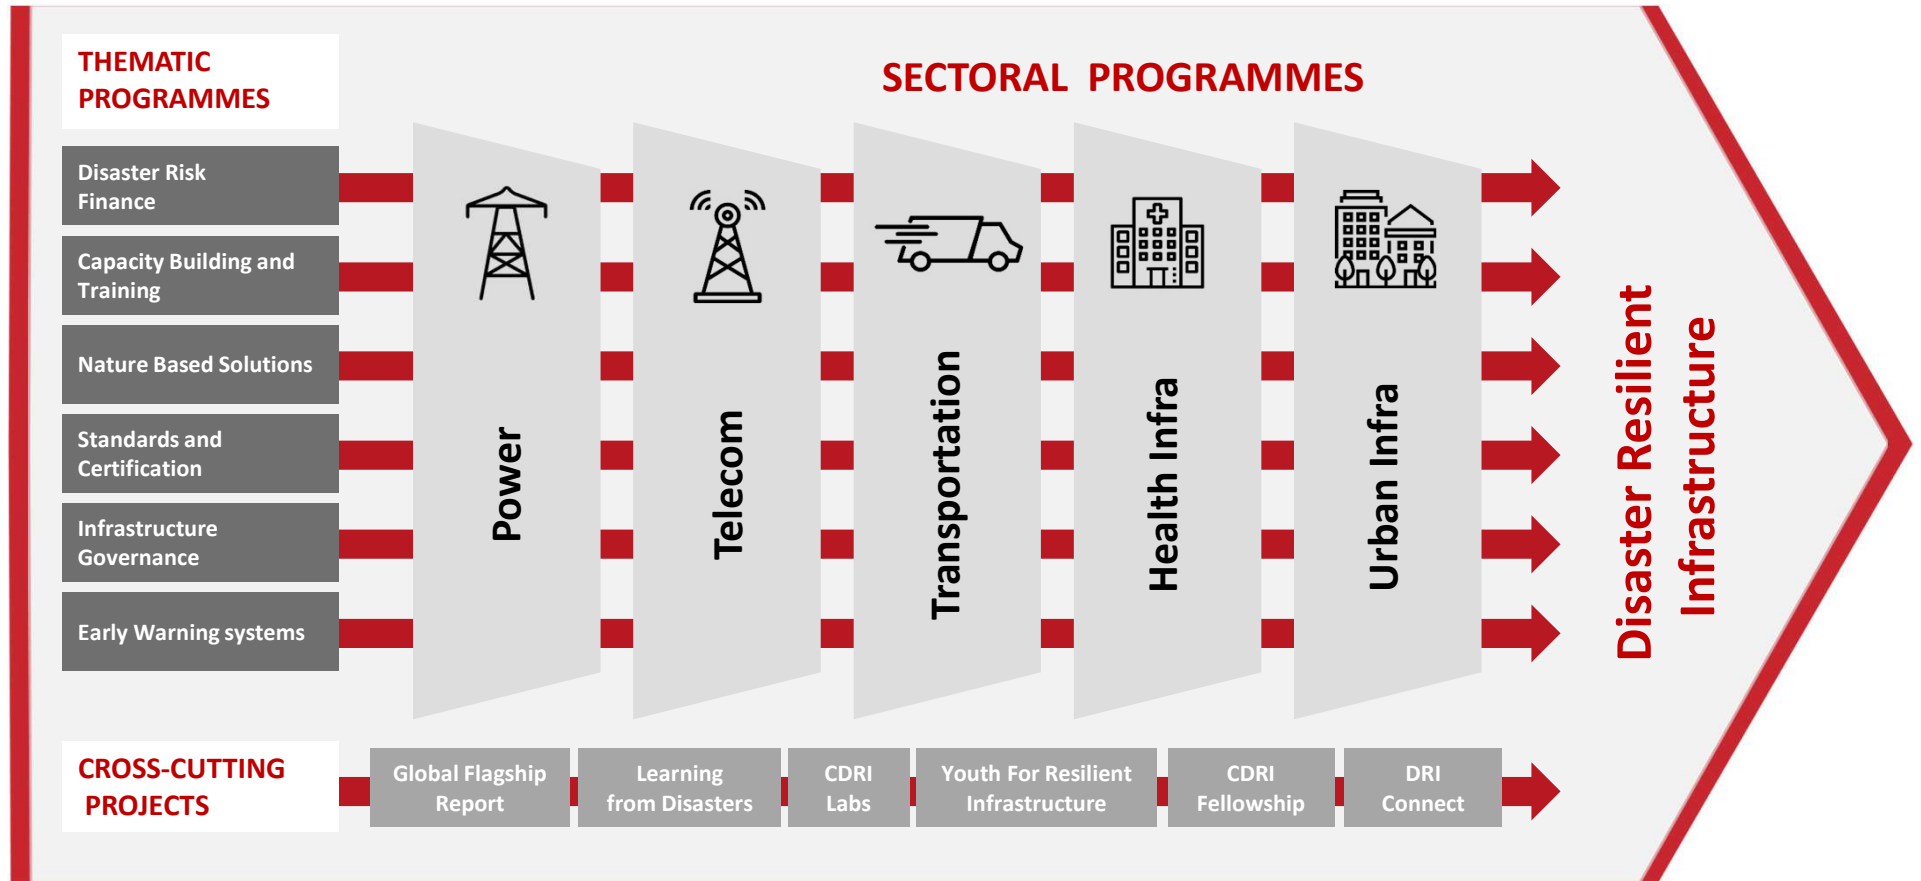 THEMATIC
PROGRAMMES
SECTORAL PROGRAMMES
Disaster Risk
Finance
Capacity Building and
Training
Nature Based Solutions
Standards and
Certification
Infrastructure
Governance
Early Warning systems
Power
Telecom
Transportation
Health Infra
Urban Infra
Disaster Resilient
Infrastructure
CROSS-CUTTING
PROJECTS
Global Flagship
Report
Learning
from Disasters
CDRI
Labs
Youth For Resilient
Infrastructure
CDRI
Fellowship
DRI
Connect